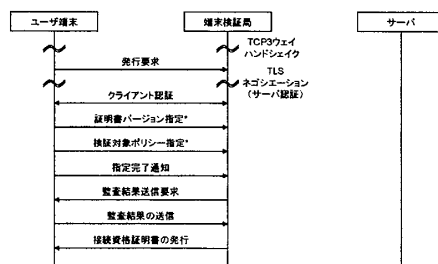 ユーザ端末
端末検証局
サーバ
TCP3ウェイ
ハンドシェイク
発行要求
TLS
ネゴシエーション
(サーバ認証)
クライアント認証
証明書バージョン指定*
検証対象ポリシー指定*
指定完了通知
監査結果送信要求
監査結果の送信
接続資格証明書の発行